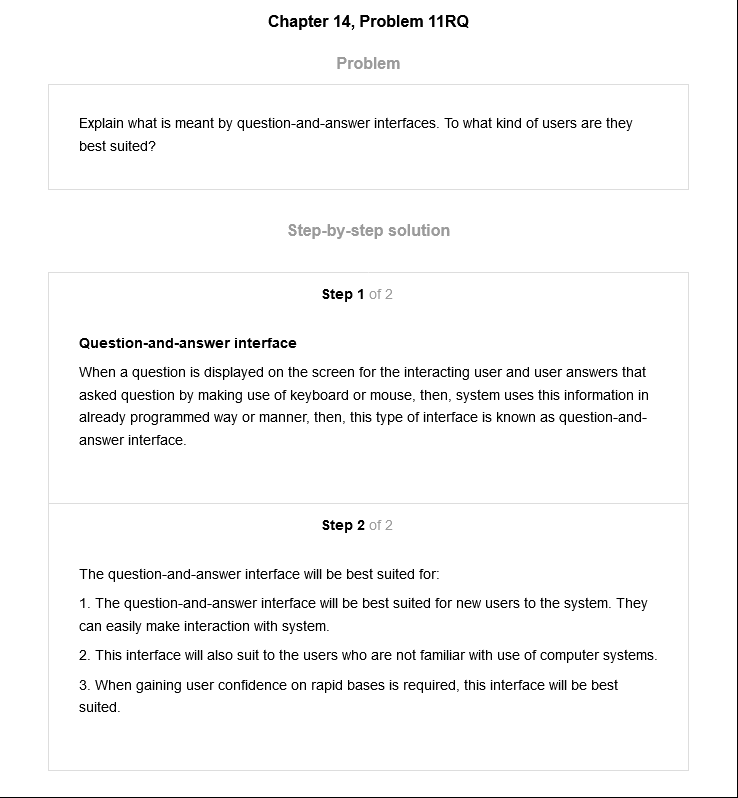 Chapter 14, Problem 11RQ
Problem
Explain what is meant by question-and-answer interfaces. To what kind of users are they
best suited?
Step-by-step solution
Step 1 of 2
Question-and-answer interface
When a question is displayed on the screen for the interacting user and user answers that
asked question by making use of keyboard or mouse, then, system uses this information in
already programmed way or manner, then, this type of interface is known as question-and-
answer interface.
Step 2 of 2
The question-and-answer interface will be best suited for:
1. The question-and-answer interface will be best suited for new users to the system. They
can easily make interaction with system.
2. This interface will also suit to the users who are not familiar with use of computer systems.
3. When gaining user confidence on rapid bases is required, this interface will be best
suited.